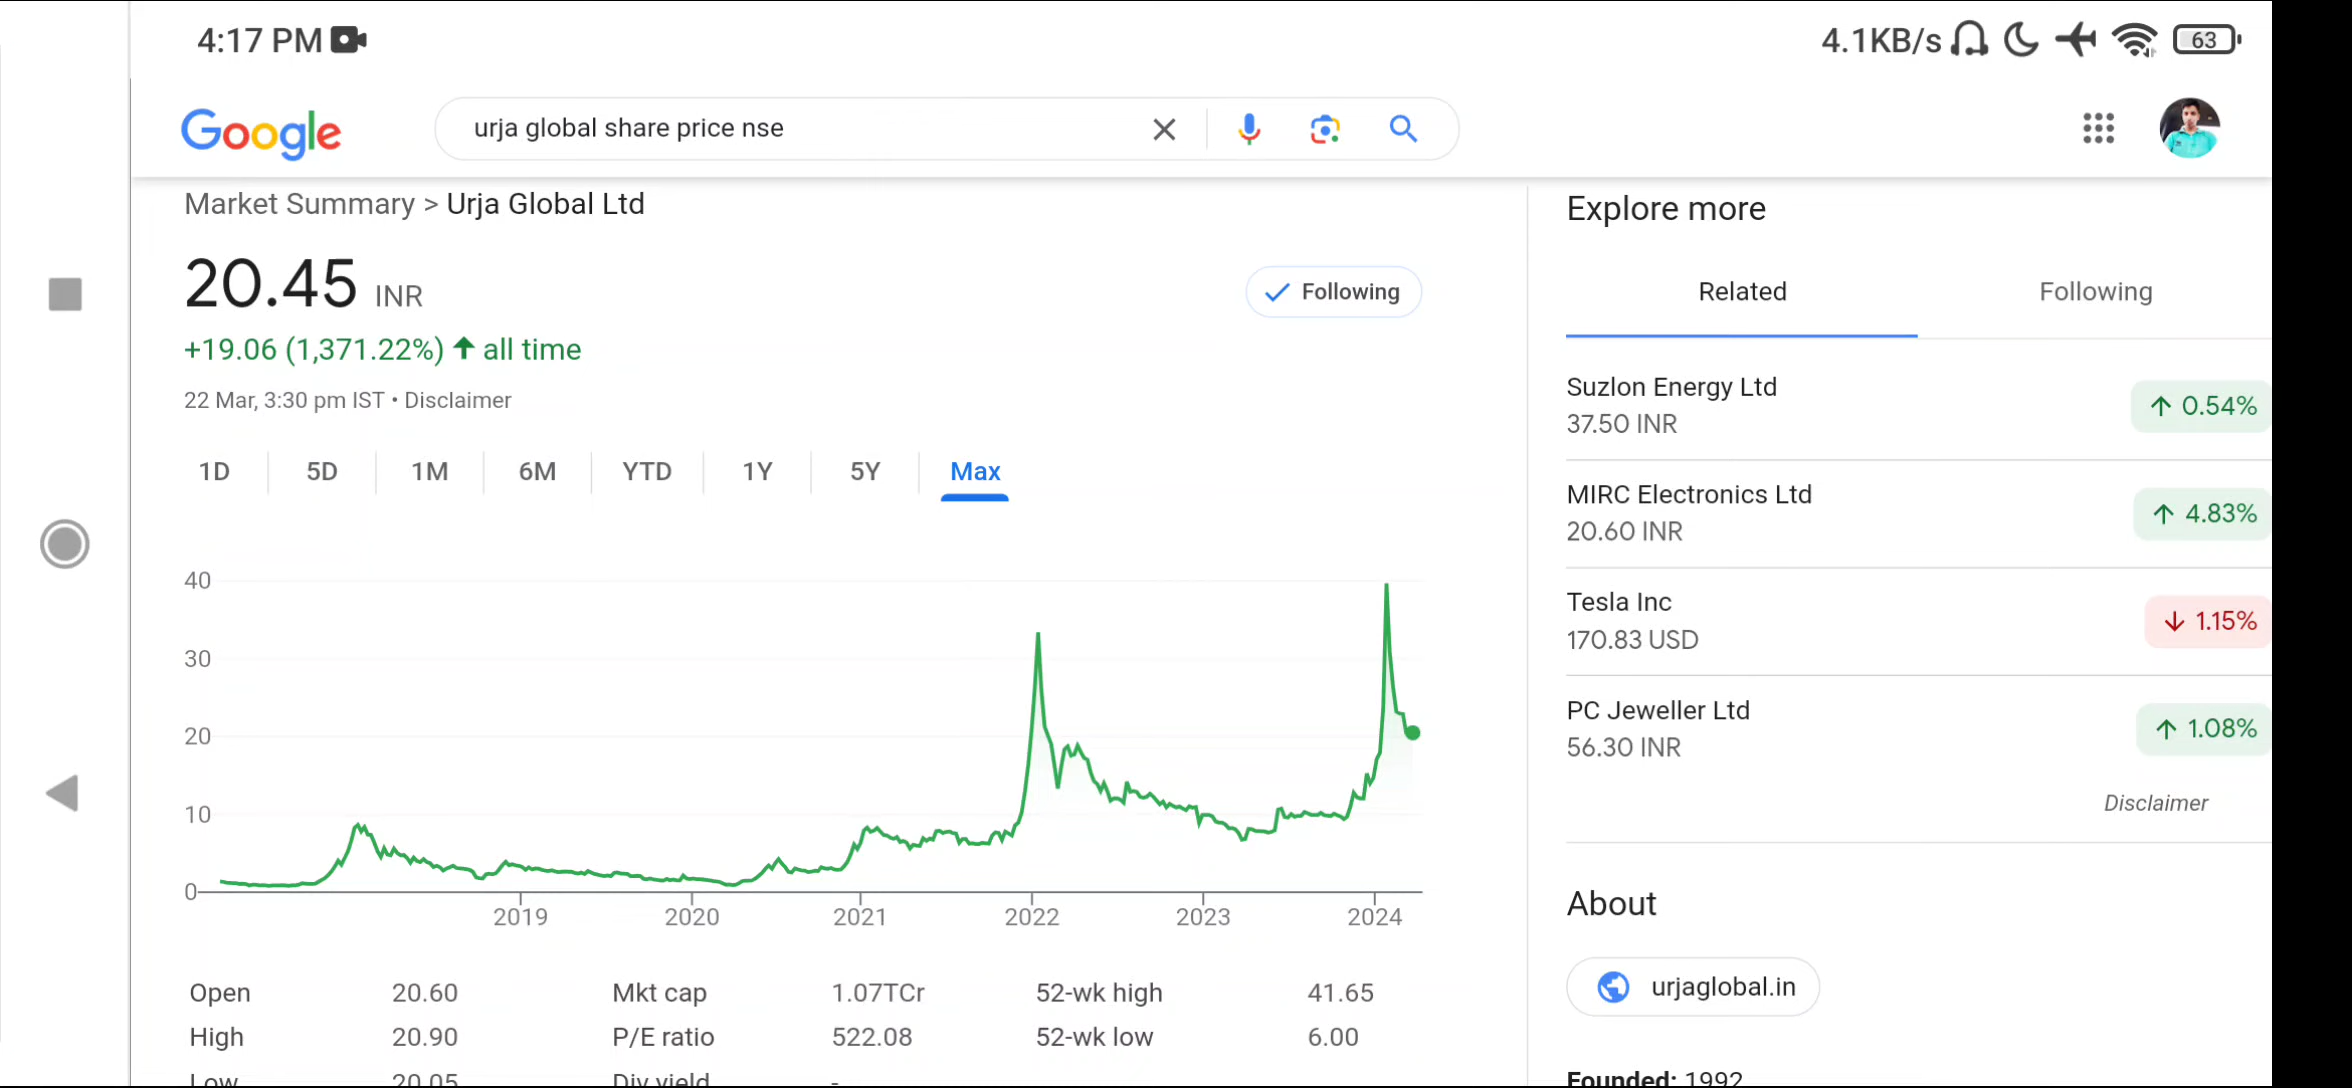 4:17 PM
4.1KB/s
63
Google
urja global share price nse
Market Summary > Urja Global Ltd
20.45 INR
Following
+19.06 (1,371.22%) all time
22 Mar, 3:30 pm IST • Disclaimer
1D 5D 1M 6M YTD 1Y 5Y Max
40
30
20
10
0
2019 2020 2021 2022 2023 2024
Open 20.60 Mkt cap 1.07TCr 52-wk high 41.65
High 20.90 P/E ratio 522.08 52-wk low 6.00
Low 20.05 Div yield -
Explore more
Related Following
Suzlon Energy Ltd
37.50 INR
0.54%
MIRC Electronics Ltd
20.60 INR
4.83%
Tesla Inc
170.83 USD
1.15%
PC Jeweller Ltd
56.30 INR
1.08%
Disclaimer
About
urjaglobal.in
Founded: 1992